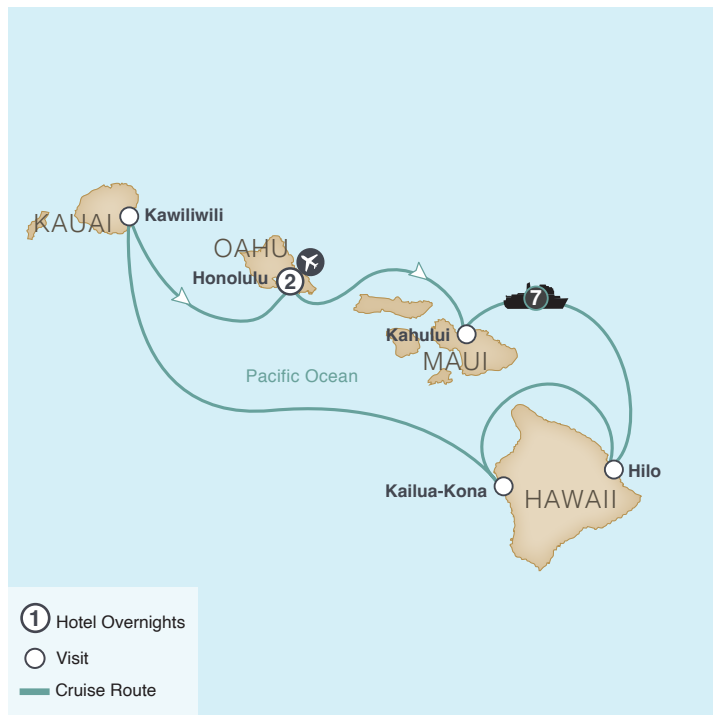 Kawiliwili
KAUAI
OAHU
Honolulu
2
7
Kahului
MAUI
Pacific Ocean
Hilo
Kailua-Kona
HAWAII
1 Hotel Overnights
Visit
Cruise Route